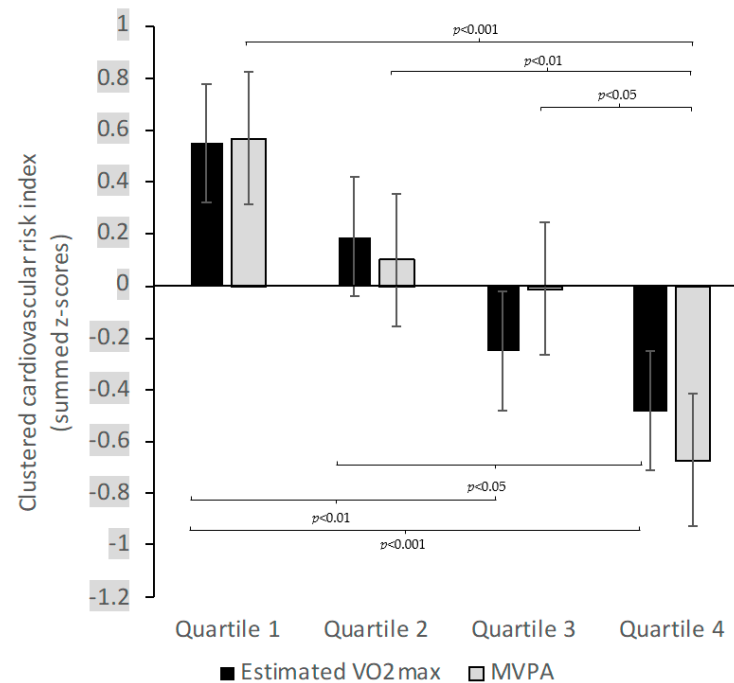 Clustered cardiovascular risk index
(summed z-scores)
1
0.8
0.6
0.4
0.2
0
-0.2
-0.4
-0.6
-0.8
-1
-1.2
p<0.001
p<0.01
p<0.05
p<0.05
p<0.01
p<0.001
Quartile 1 Quartile 2 Quartile 3 Quartile 4
Estimated VO2max MVPA